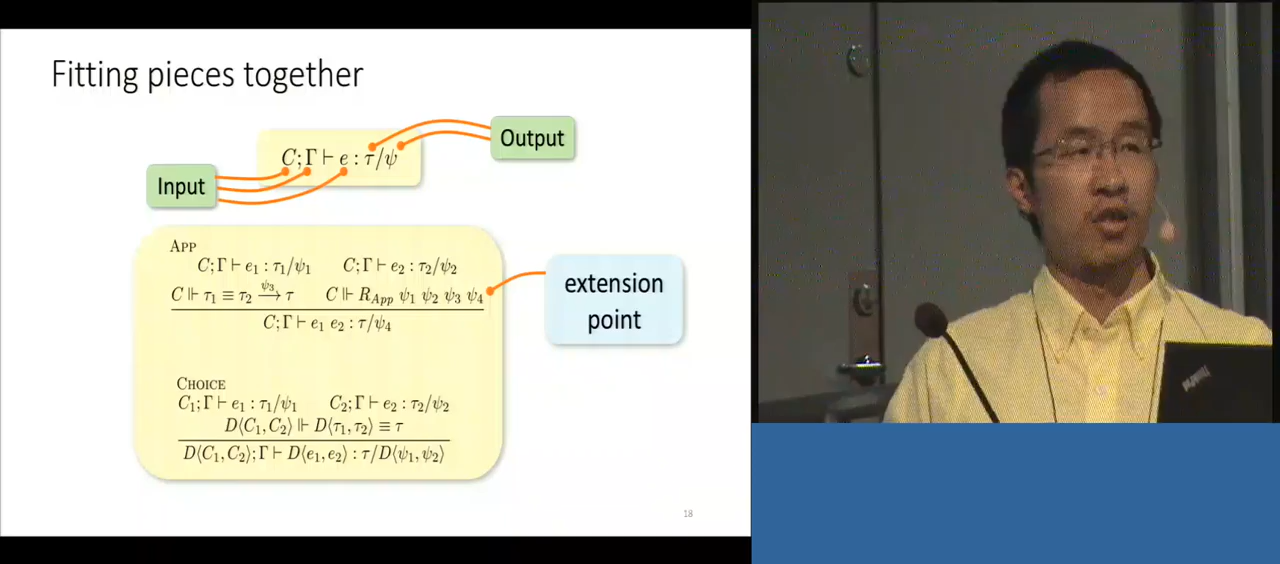 Fitting pieces together
Output
C; Γ ⊢ e : τ/ψ
Input
APP
C; Γ ⊢ e₁ : τ₁/ψ₁ C; Γ ⊢ e₂ : τ₂/ψ₂
C ⊩ τ₁ ≡ τ₂ —ψ₃→ τ C ⊩ R_App ψ₁ ψ₂ ψ₃ ψ₄
C; Γ ⊢ e₁ e₂ : τ/ψ₄
extension
point
CHOICE
C₁; Γ ⊢ e₁ : τ₁/ψ₁ C₂; Γ ⊢ e₂ : τ₂/ψ₂
D⟨C₁, C₂⟩ ⊩ D⟨τ₁, τ₂⟩ ≡ τ
D⟨C₁, C₂⟩; Γ ⊢ D⟨e₁, e₂⟩ : τ/D⟨ψ₁, ψ₂⟩
18